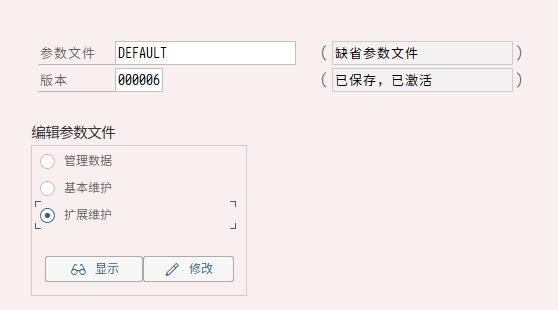 参数文件 DEFAULT ( 缺省参数文件 )
版本 000006 ( 已保存，已激活 )
编辑参数文件
管理数据
基本维护
扩展维护
显示 修改